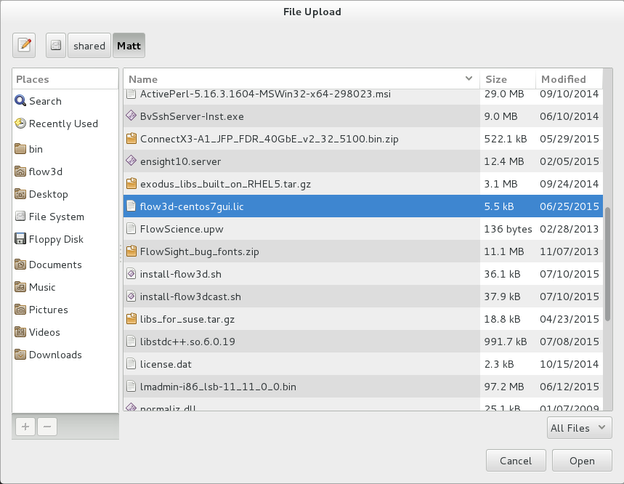 File Upload
shared Matt
Places
Search
Recently Used
bin
flow3d
Desktop
File System
Floppy Disk
Documents
Music
Pictures
Videos
Downloads
Name Size Modified
ActivePerl-5.16.3.1604-MSWin32-x64-298023.msi 29.0 MB 09/10/2014
BvSshServer-Inst.exe 9.0 MB 06/10/2014
ConnectX3-A1_JFP_FDR_40GbE_v2_32_5100.bin.zip 522.1 kB 05/29/2015
ensight10.server 12.4 MB 02/05/2015
exodus_libs_built_on_RHEL5.tar.gz 3.1 MB 09/24/2014
flow3d-centos7gui.lic 5.5 kB 06/25/2015
FlowScience.upw 136 bytes 02/28/2013
FlowSight_bug_fonts.zip 11.1 MB 11/07/2013
install-flow3d.sh 36.1 kB 07/10/2015
install-flow3dcast.sh 37.9 kB 07/10/2015
libs_for_suse.tar.gz 18.8 kB 04/23/2015
libstdc++.so.6.0.19 991.7 kB 07/08/2015
license.dat 2.3 kB 10/15/2014
lmadmin-i86_lsb-11_11_0_0.bin 97.2 MB 06/12/2015
normaliz.dll 25.1 kB 01/07/2009
+ −
All Files
Cancel Open